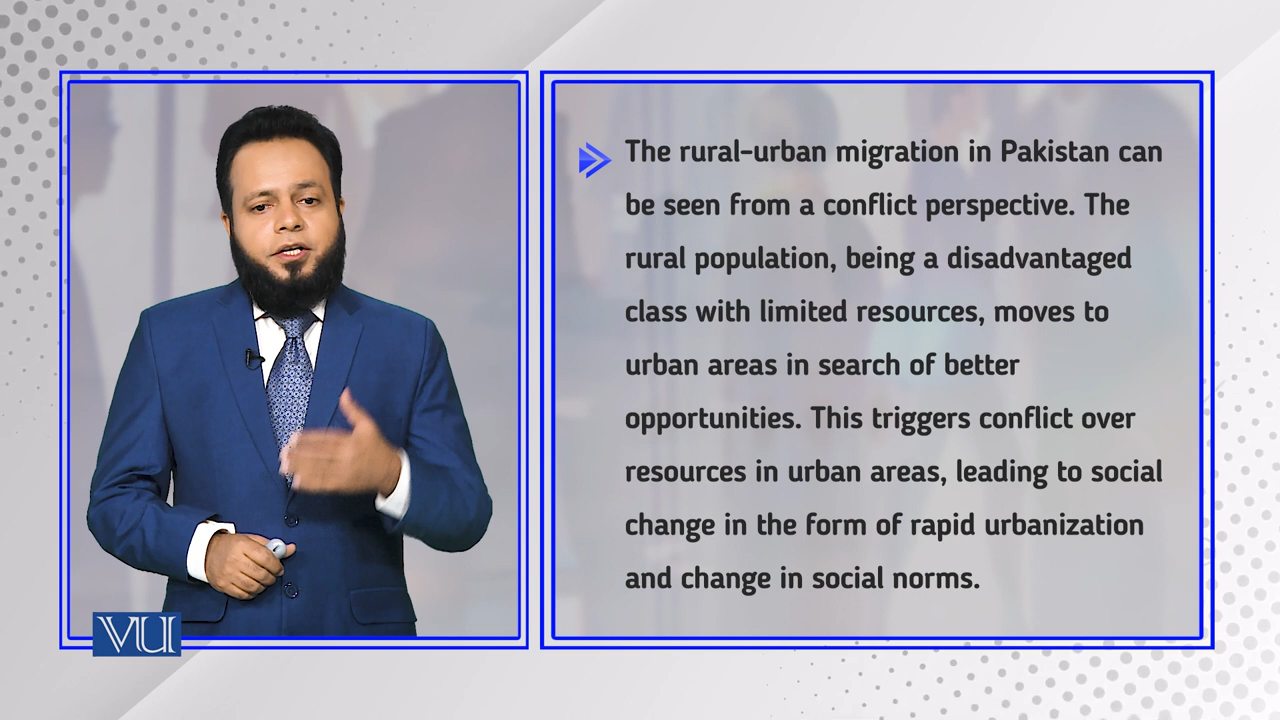 The rural-urban migration in Pakistan can
be seen from a conflict perspective. The
rural population, being a disadvantaged
class with limited resources, moves to
urban areas in search of better
opportunities. This triggers conflict over
resources in urban areas, leading to social
change in the form of rapid urbanization
and change in social norms.
VU